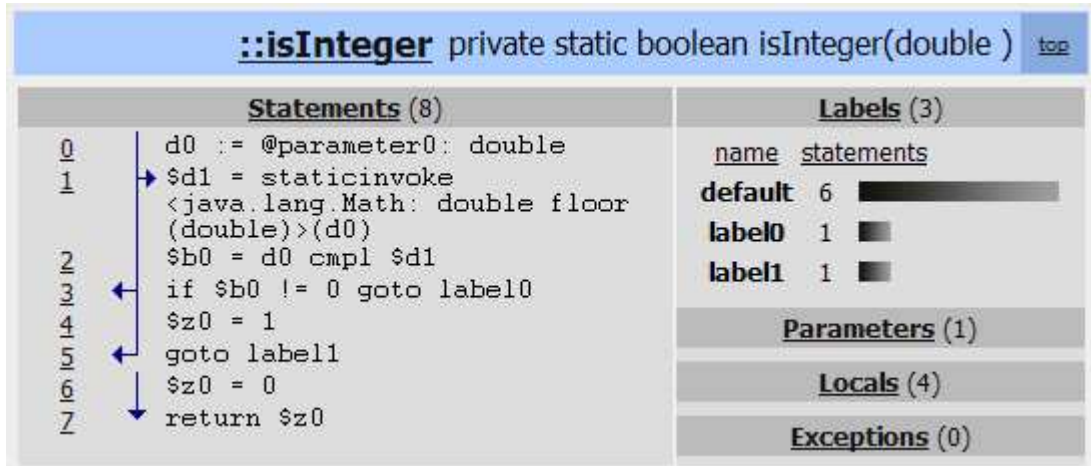 ::isInteger private static boolean isInteger(double ) top
Statements (8)
0 d0 := @parameter0: double
1 $d1 = staticinvoke
<java.lang.Math: double floor
(double)>(d0)
2 $b0 = d0 cmpl $d1
3 if $b0 != 0 goto label0
4 $z0 = 1
5 goto label1
6 $z0 = 0
7 return $z0
Labels (3)
name statements
default 6
label0 1
label1 1
Parameters (1)
Locals (4)
Exceptions (0)